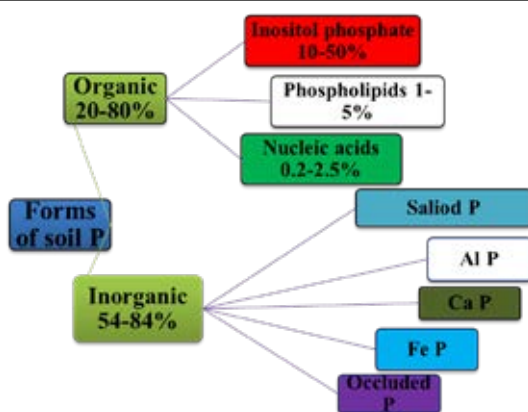 Inositol phosphate
10-50%
Organic
20-80%
Phospholipids 1-
5%
Nucleic acids
0.2-2.5%
Forms
of soil P
Saliod P
Al P
Inorganic
54-84%
Ca P
Fe P
Occluded
P